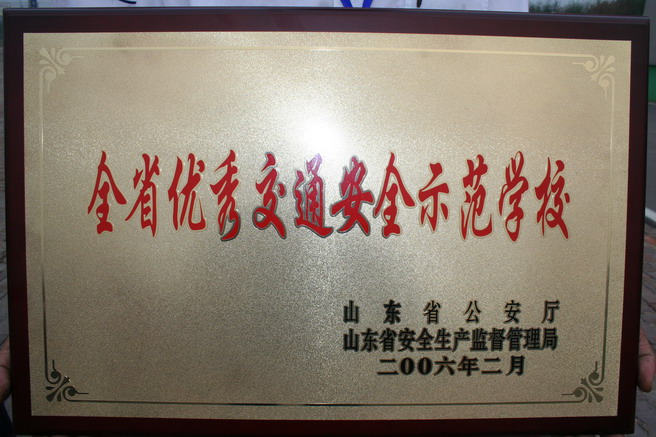 全省优秀交通安全示范学校
山东省公安厅
山东省安全生产监督管理局
二00六年二月